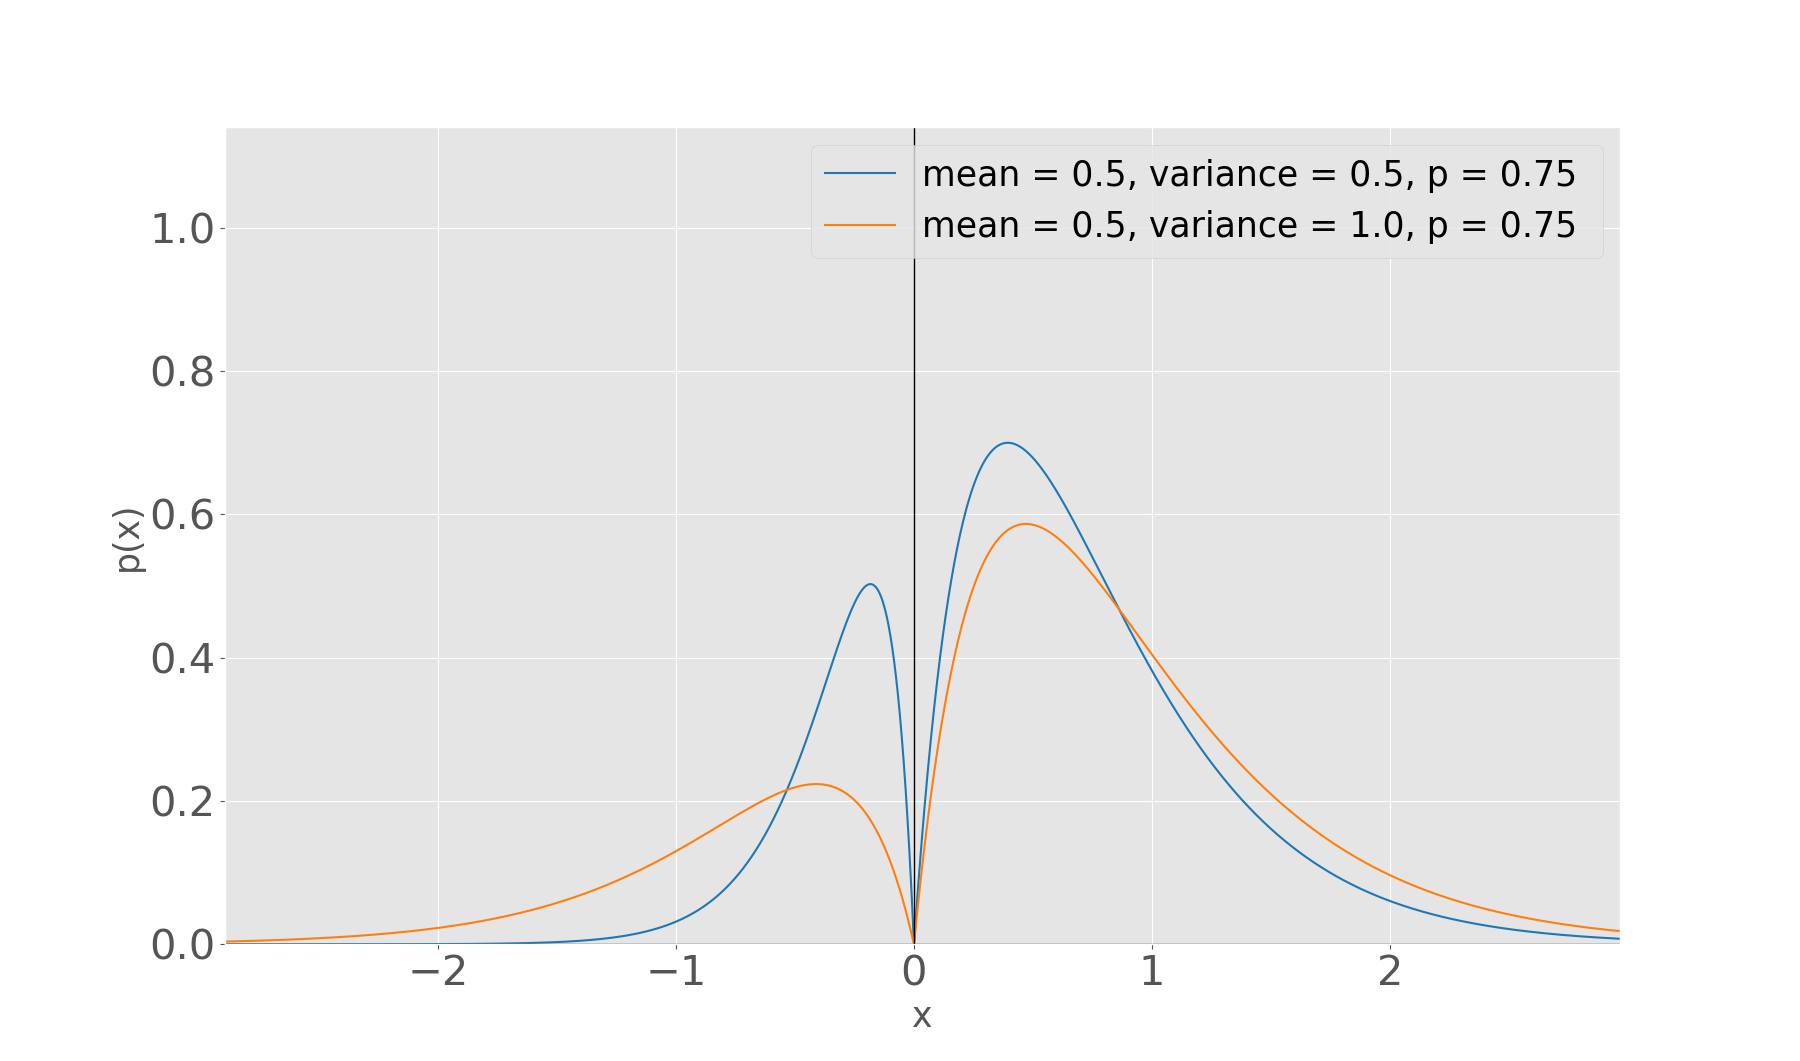 mean = 0.5, variance = 0.5, p = 0.75
mean = 0.5, variance = 1.0, p = 0.75
1.0
0.8
0.6
0.4
0.2
0.0
p(x)
−2
−1
0
1
2
x